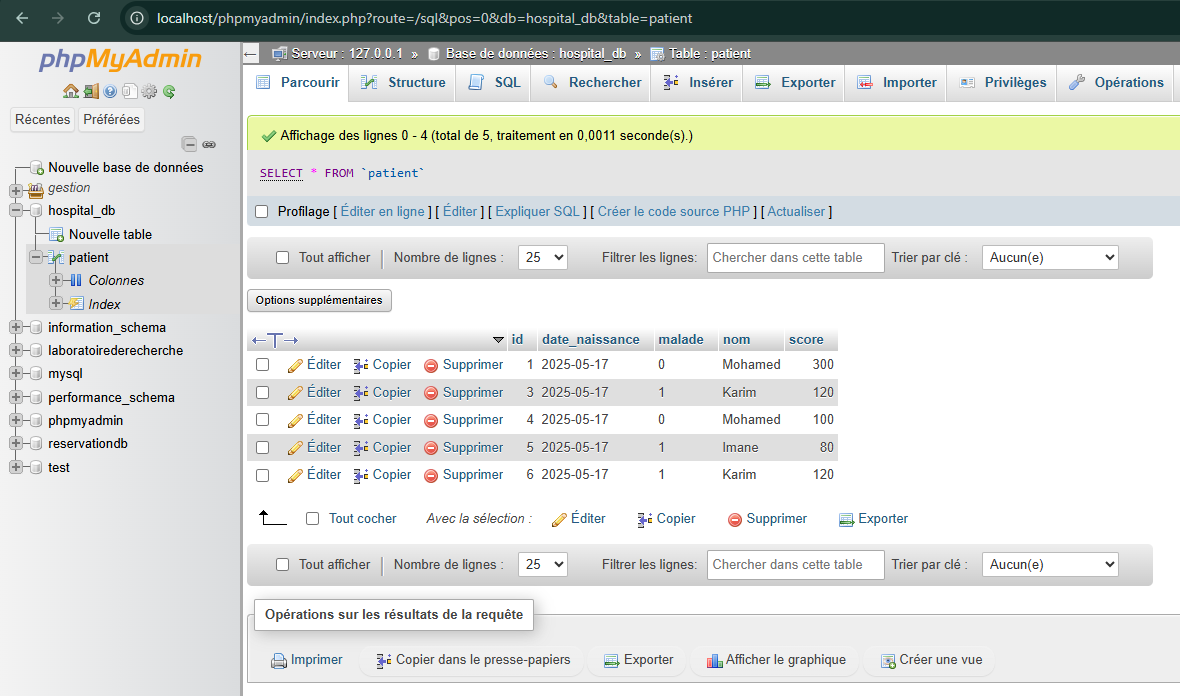 localhost/phpmyadmin/index.php?route=/sql&pos=0&db=hospital_db&table=patient
phpMyAdmin
Récentes Préférées
Nouvelle base de données
gestion
hospital_db
Nouvelle table
patient
Colonnes
Index
information_schema
laboratoirederecherche
mysql
performance_schema
phpmyadmin
reservationdb
test
Serveur : 127.0.0.1 » Base de données : hospital_db » Table : patient
Parcourir Structure SQL Rechercher Insérer Exporter Importer Privilèges Opérations
Affichage des lignes 0 - 4 (total de 5, traitement en 0,0011 seconde(s).)
SELECT * FROM `patient`
Profilage [ Éditer en ligne ] [ Éditer ] [ Expliquer SQL ] [ Créer le code source PHP ] [ Actualiser ]
Tout afficher Nombre de lignes : 25 Filtrer les lignes: Chercher dans cette table Trier par clé : Aucun(e)
Options supplémentaires
←T→ id date_naissance malade nom score
Éditer Copier Supprimer 1 2025-05-17 0 Mohamed 300
Éditer Copier Supprimer 3 2025-05-17 1 Karim 120
Éditer Copier Supprimer 4 2025-05-17 0 Mohamed 100
Éditer Copier Supprimer 5 2025-05-17 1 Imane 80
Éditer Copier Supprimer 6 2025-05-17 1 Karim 120
Tout cocher Avec la sélection : Éditer Copier Supprimer Exporter
Tout afficher Nombre de lignes : 25 Filtrer les lignes: Chercher dans cette table Trier par clé : Aucun(e)
Opérations sur les résultats de la requête
Imprimer Copier dans le presse-papiers Exporter Afficher le graphique Créer une vue